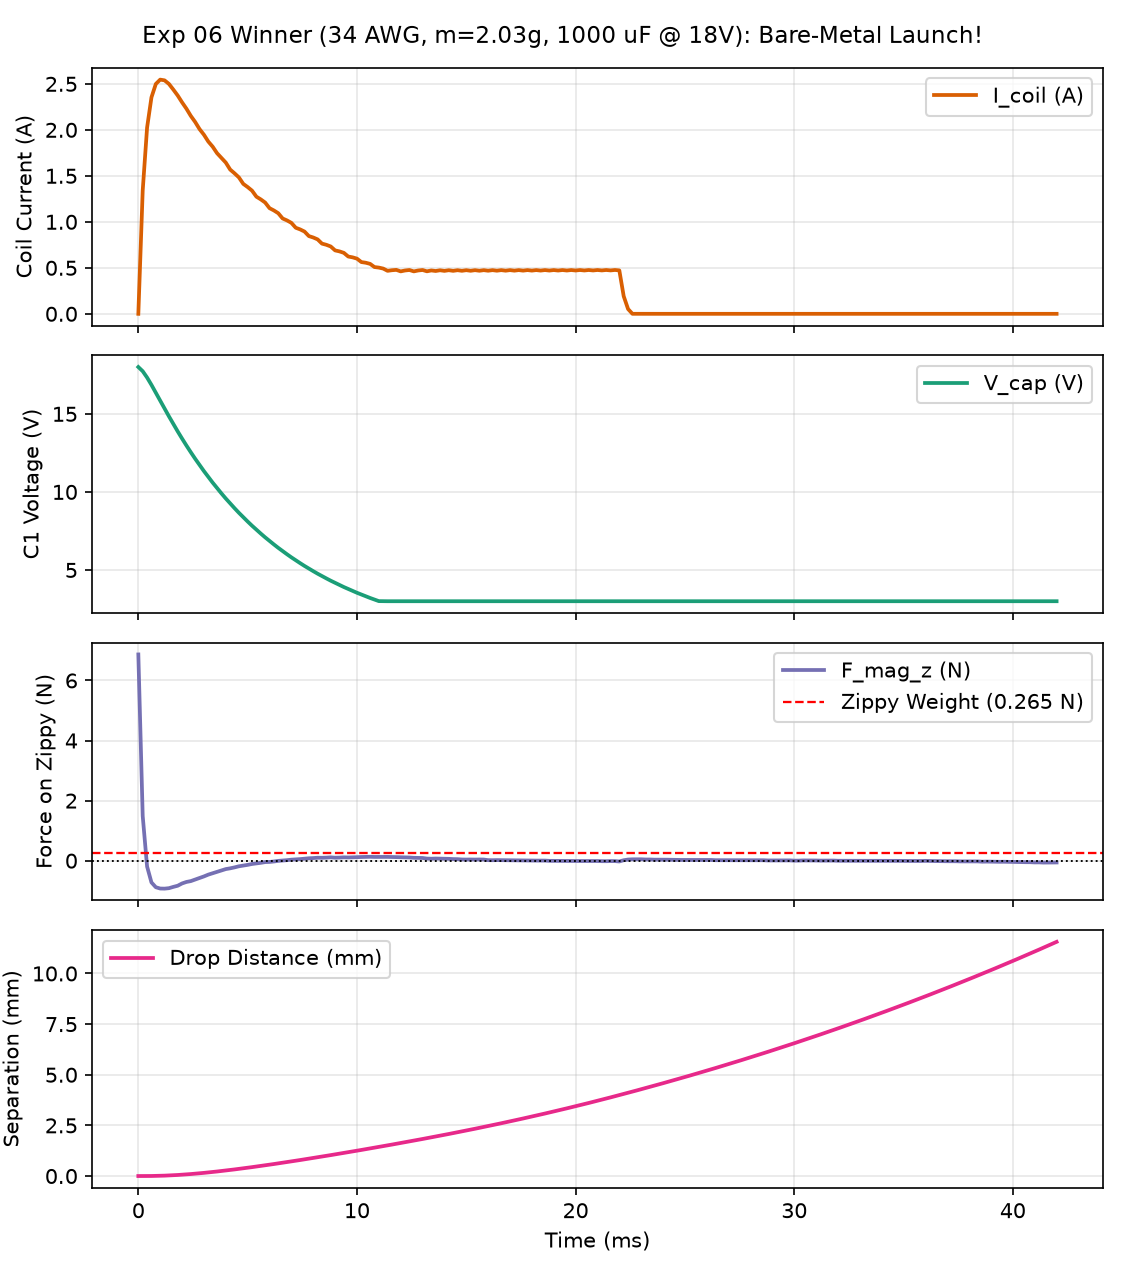 Exp 06 Winner (34 AWG, m=2.03g, 1000 uF @ 18V): Bare-Metal Launch!
I_coil (A)
Coil Current (A)
2.5
2.0
1.5
1.0
0.5
0.0
V_cap (V)
C1 Voltage (V)
15
10
5
F_mag_z (N)
Zippy Weight (0.265 N)
Force on Zippy (N)
6
4
2
0
Drop Distance (mm)
Separation (mm)
10.0
7.5
5.0
2.5
0.0
0
10
20
30
40
Time (ms)